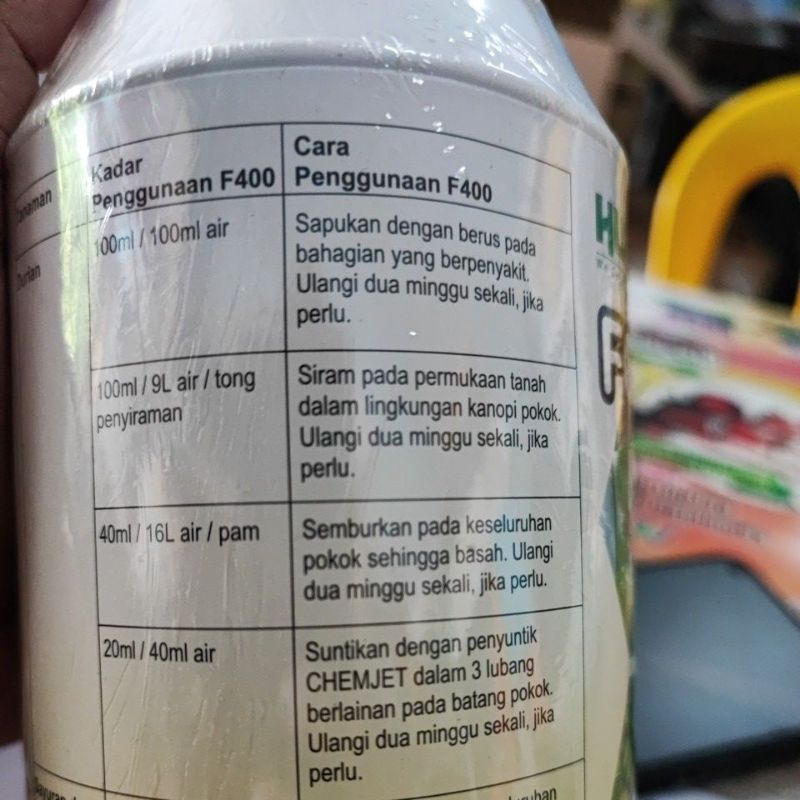 Tanaman
Kadar
Penggunaan F400
Cara
Penggunaan F400
Durian
100ml / 100ml air
Sapukan dengan berus pada
bahagian yang berpenyakit.
Ulangi dua minggu sekali, jika
perlu.
100ml / 9L air / tong
penyiraman
Siram pada permukaan tanah
dalam lingkungan kanopi pokok.
Ulangi dua minggu sekali, jika
perlu.
40ml / 16L air / pam
Semburkan pada keseluruhan
pokok sehingga basah. Ulangi
dua minggu sekali, jika perlu.
20ml / 40ml air
Suntikan dengan penyuntik
CHEMJET dalam 3 lubang
berlainan pada batang pokok.
Ulangi dua minggu sekali, jika
perlu.